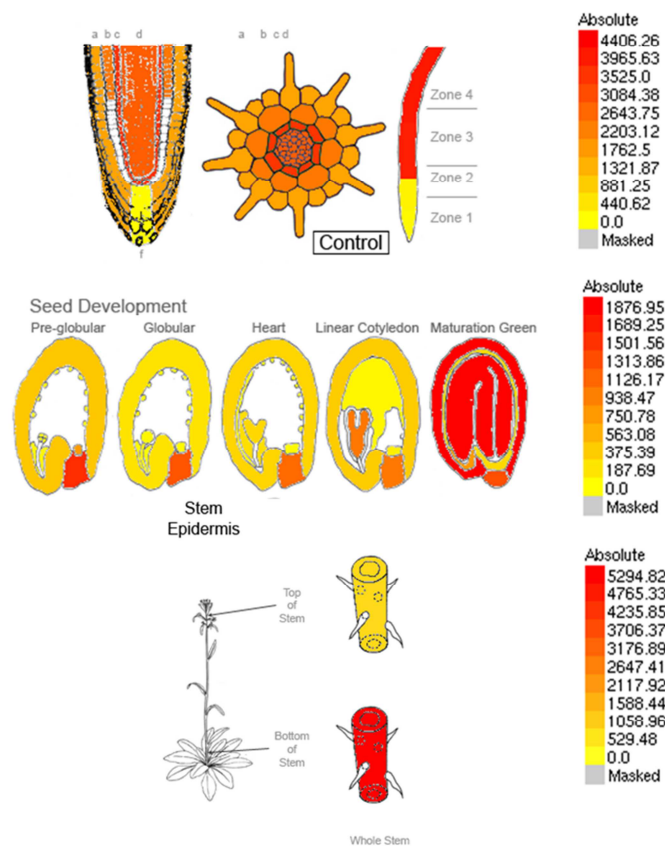 a b c d
a b c d
Zone 4
Zone 3
Zone 2
Zone 1
f
Control
Absolute
4406.26
3965.63
3525.0
3084.38
2643.75
2203.12
1762.5
1321.87
881.25
440.62
0.0
Masked
Seed Development
Pre-globular
Globular
Heart
Linear Cotyledon
Maturation Green
Absolute
1876.95
1689.25
1501.56
1313.86
1126.17
938.47
750.78
563.08
375.39
187.69
0.0
Masked
Stem
Epidermis
Top
of
Stem
Bottom
of
Stem
Whole Stem
Absolute
5294.82
4765.33
4235.85
3706.37
3176.89
2647.41
2117.92
1588.44
1058.96
529.48
0.0
Masked